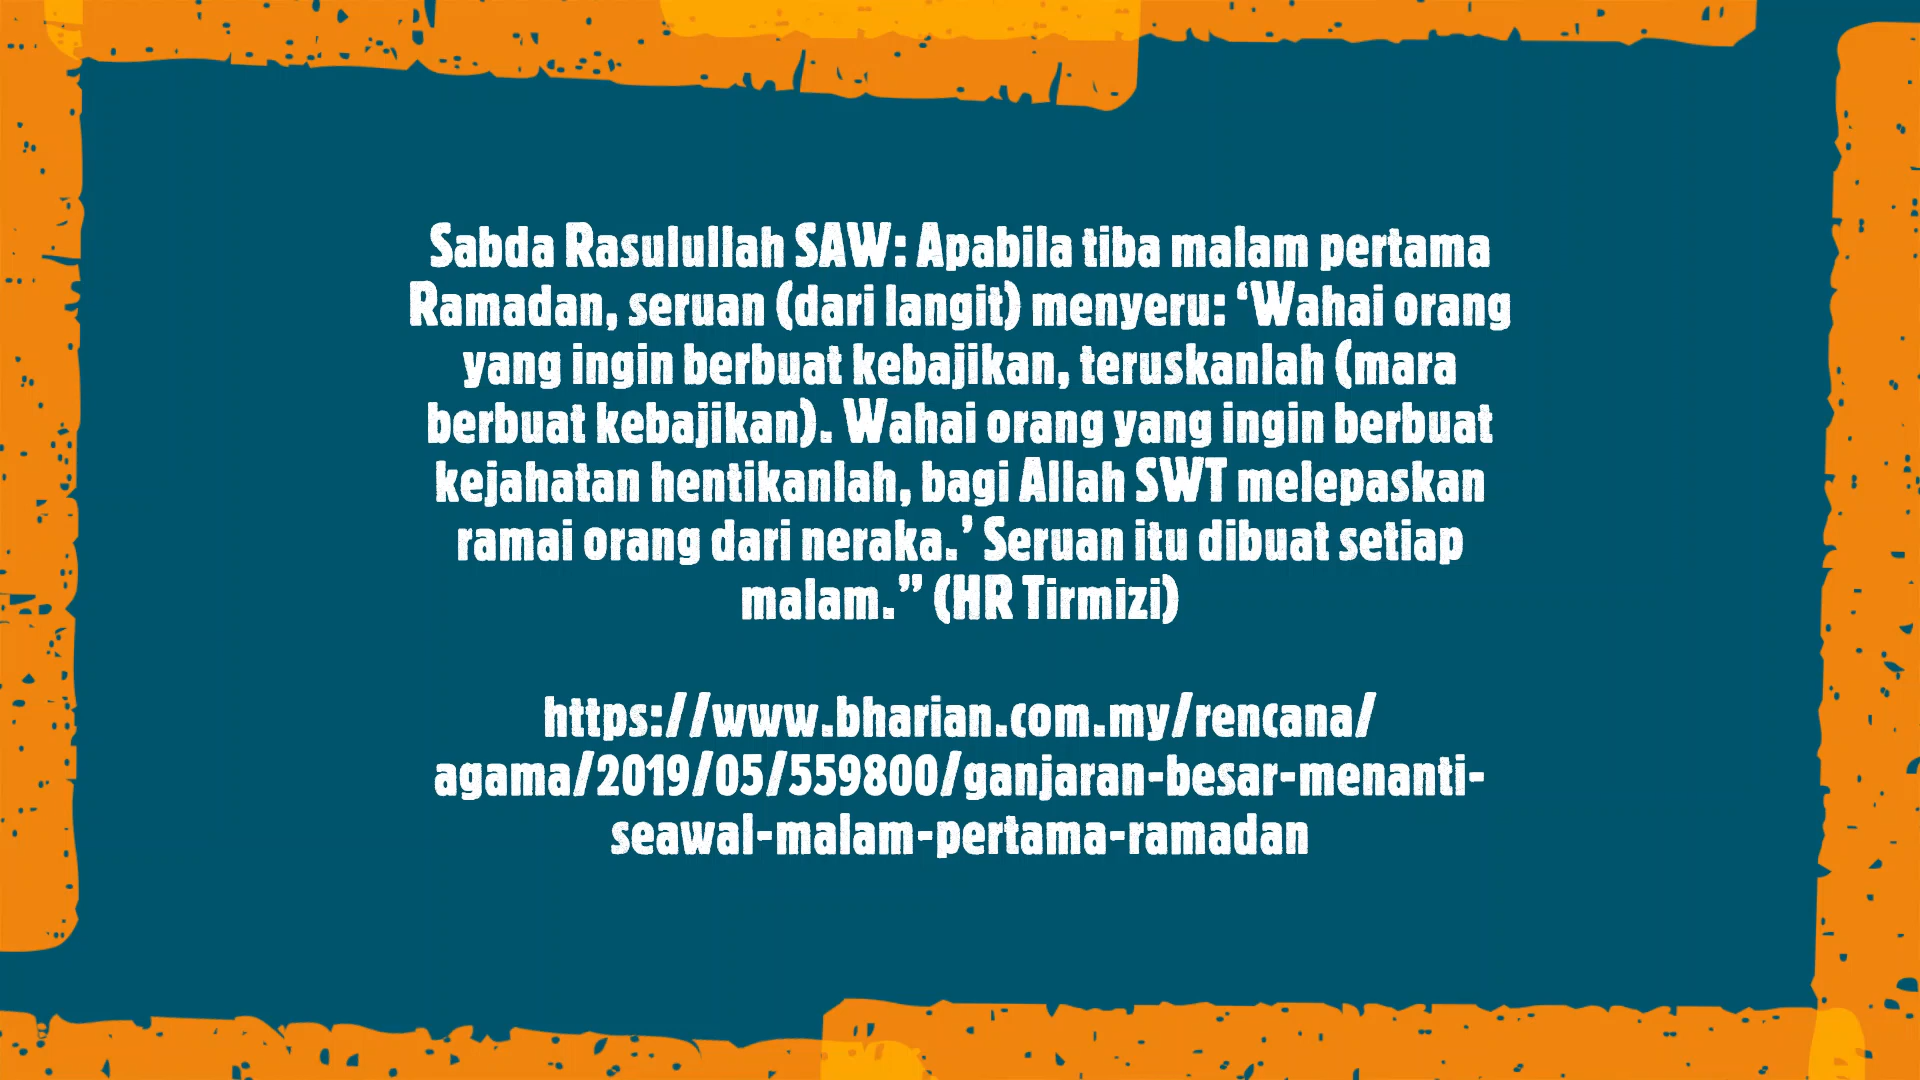 Sabda Rasulullah SAW: Apabila tiba malam pertama
Ramadan, seruan (dari langit) menyeru: ‘Wahai orang
yang ingin berbuat kebajikan, teruskanlah (mara
berbuat kebajikan). Wahai orang yang ingin berbuat
kejahatan hentikanlah, bagi Allah SWT melepaskan
ramai orang dari neraka.’ Seruan itu dibuat setiap
malam.” (HR Tirmizi)
https://www.bharian.com.my/rencana/
agama/2019/05/559800/ganjaran-besar-menanti-
seawal-malam-pertama-ramadan